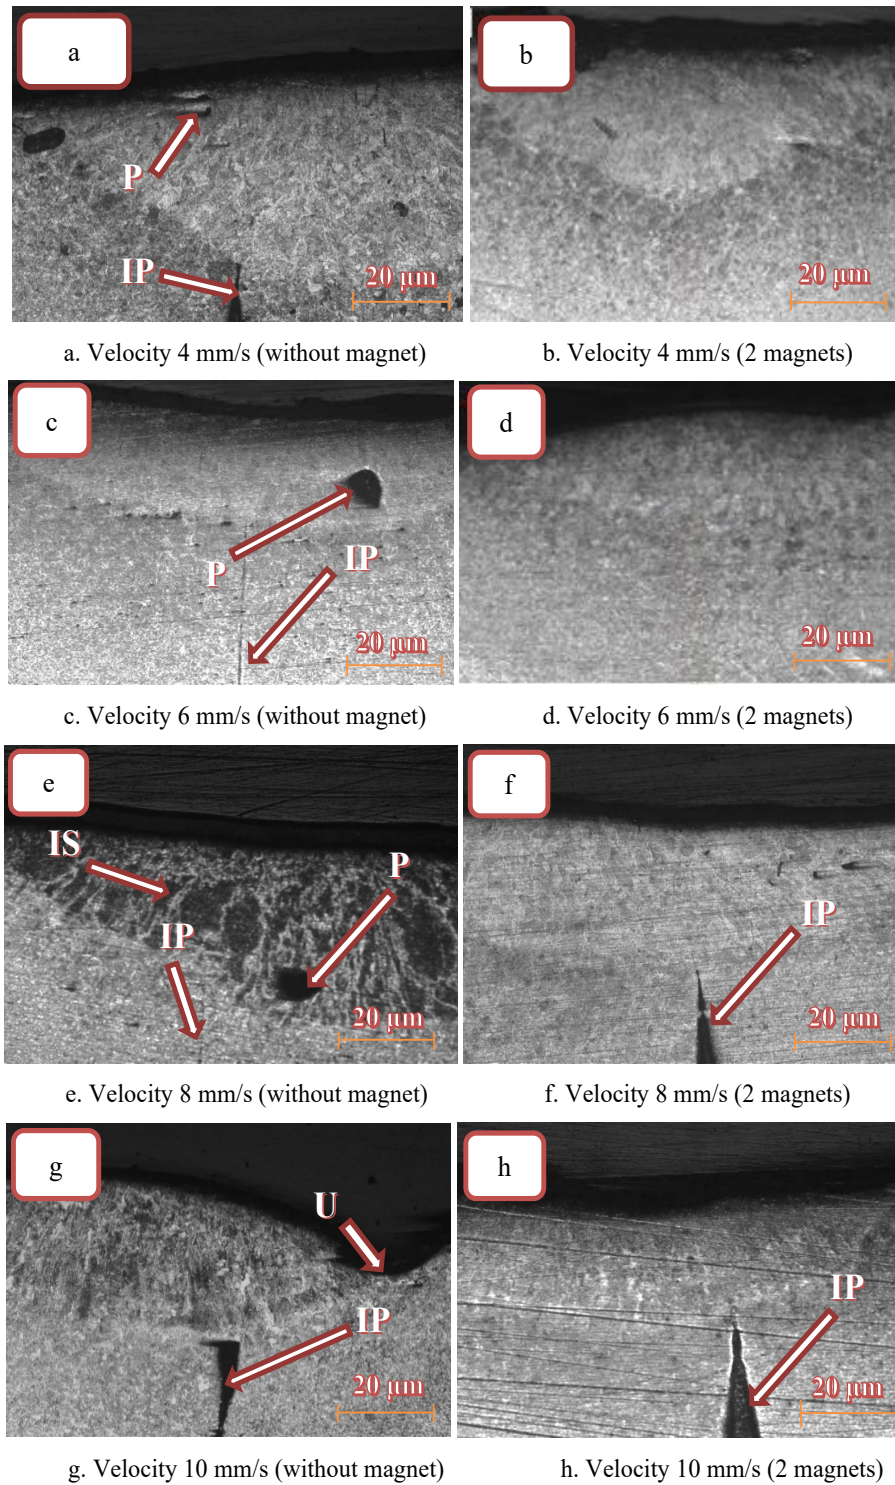 a
b
P
IP
20 μm
20 μm
a. Velocity 4 mm/s (without magnet)
b. Velocity 4 mm/s (2 magnets)
c
d
P
IP
20 μm
20 μm
c. Velocity 6 mm/s (without magnet)
d. Velocity 6 mm/s (2 magnets)
e
f
IS
P
IP
IP
20 μm
20 μm
e. Velocity 8 mm/s (without magnet)
f. Velocity 8 mm/s (2 magnets)
g
h
U
IP
IP
20 μm
20 μm
g. Velocity 10 mm/s (without magnet)
h. Velocity 10 mm/s (2 magnets)